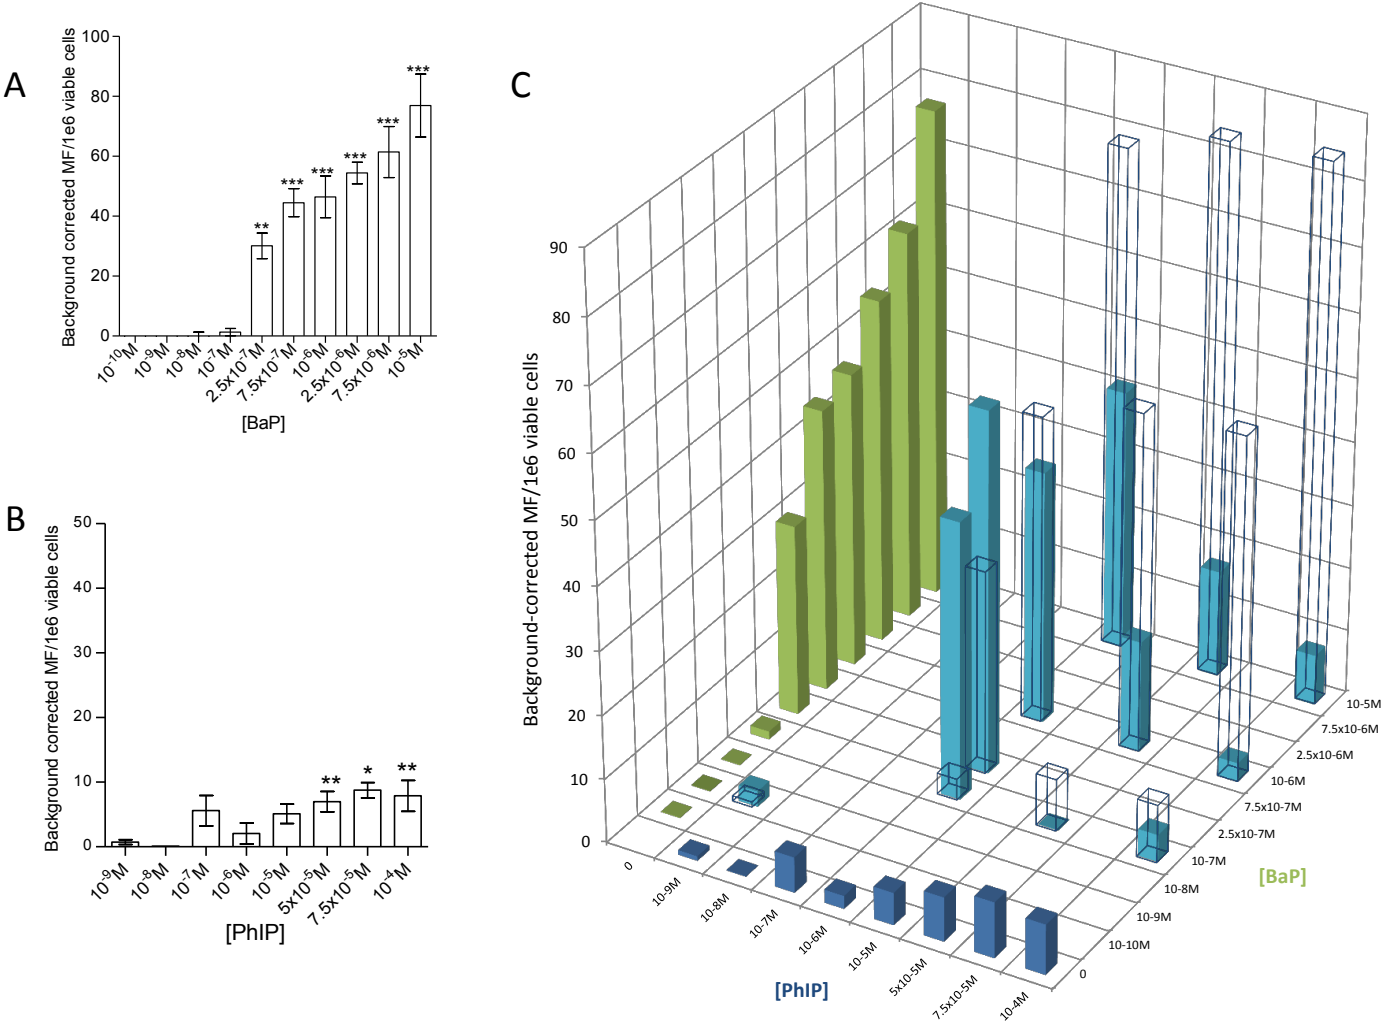 A
Background corrected MF/1e6 viable cells
100
80
60
40
20
0
**
***
***
***
***
***
10⁻¹⁰M
10⁻⁹M
10⁻⁸M
10⁻⁷M
2.5x10⁻⁷M
7.5x10⁻⁷M
10⁻⁶M
2.5x10⁻⁶M
7.5x10⁻⁶M
10⁻⁵M
[BaP]
B
Background corrected MF/1e6 viable cells
50
40
30
20
10
0
**
*
**
10⁻⁹M
10⁻⁸M
10⁻⁷M
10⁻⁶M
10⁻⁵M
5x10⁻⁵M
7.5x10⁻⁵M
10⁻⁴M
[PhIP]
C
Background-corrected MF/1e6 viable cells
90
80
70
60
50
40
30
20
10
0
0
10-9M
10-8M
10-7M
10-6M
10-5M
5x10-5M
7.5x10-5M
10-4M
[PhIP]
10-5M
7.5x10-6M
2.5x10-6M
10-6M
7.5x10-7M
2.5x10-7M
10-7M
10-8M
10-9M
10-10M
0
[BaP]